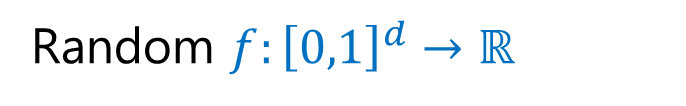 Random f: [0,1]ᵈ → ℝ